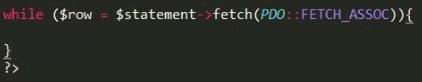 while ($row = $statement->fetch(PDO::FETCH_ASSOC)){
}
?>